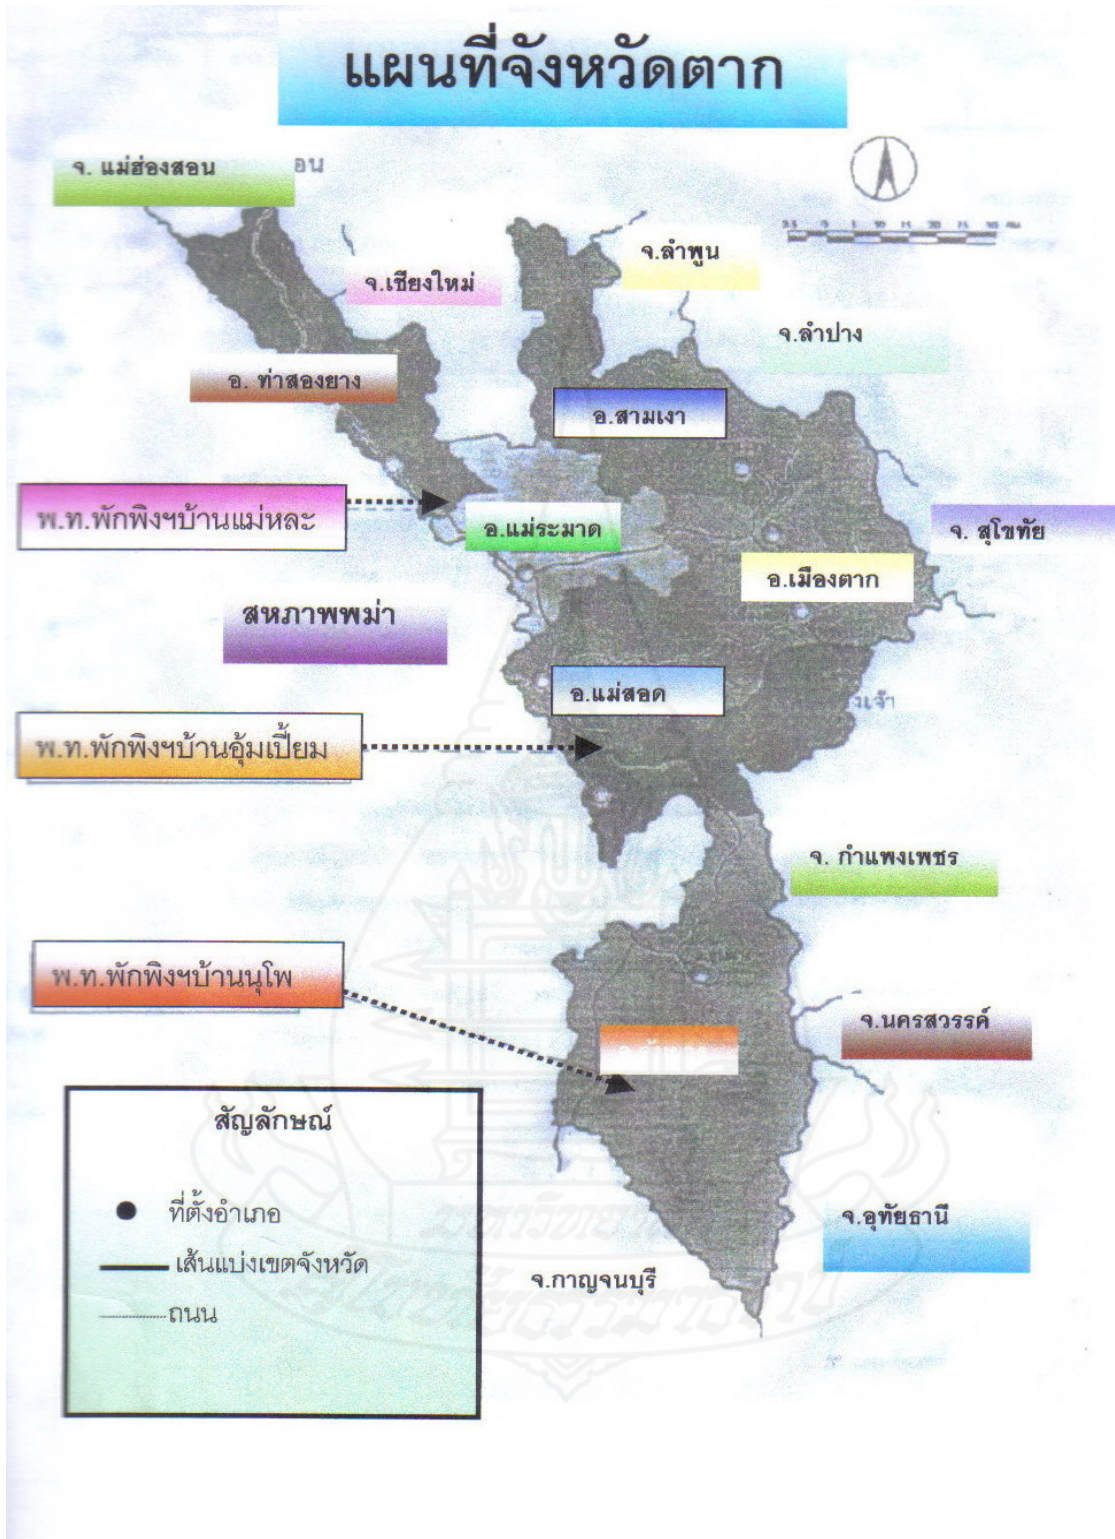 แผนที่จังหวัดตาก
จ. แม่ฮ่องสอน
อน
จ.ลำพูน
จ.เชียงใหม่
จ.ลำปาง
อ. ท่าสองยาง
อ.สามเงา
พ.ท.พักพิงฯบ้านแม่หละ
อ.แม่ระมาด
จ. สุโขทัย
อ.เมืองตาก
สหภาพพม่า
อ.แม่สอด
งเจ้า
พ.ท.พักพิงฯบ้านอุ้มเปี้ยม
จ. กำแพงเพชร
พ.ท.พักพิงฯบ้านนุโพ
จ.นครสวรรค์
สัญลักษณ์
ที่ตั้งอำเภอ
เส้นแบ่งเขตจังหวัด
ถนน
จ.อุทัยธานี
จ.กาญจนบุรี